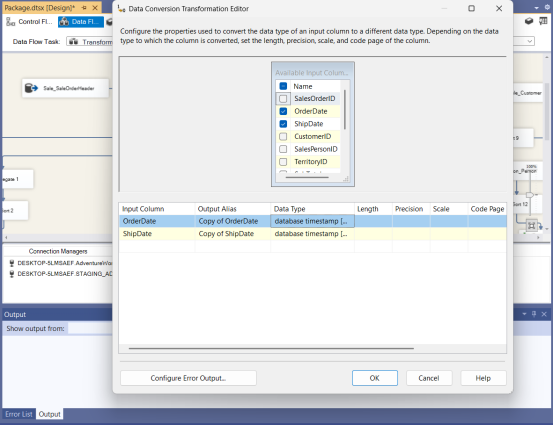 Package.dtsx [Design]*
Data Conversion Transformation Editor
Control Fl...
Data Fl...
Configure the properties used to convert the data type of an input column to a different data type. Depending on the data
type to which the column is converted, set the length, precision, scale, and code page of the column.
Data Flow Task:
Transform
Available Input Colum...
Name
Sale_SaleOrderHeader
SalesOrderID
le_Customer
OrderDate
ShipDate
CustomerID
SalesPersonID
TerritoryID
egate 1
100%
Input Column Output Alias Data Type Length Precision Scale Code Page
OrderDate Copy of OrderDate database timestamp [...
ShipDate Copy of ShipDate database timestamp [...
Connection Managers
DESKTOP-5LMSAEF.AdventureWo
DESKTOP-5LMSAEF.STAGING_AD
Output
Show output from:
Configure Error Output...
OK
Cancel
Help
Error List
Output